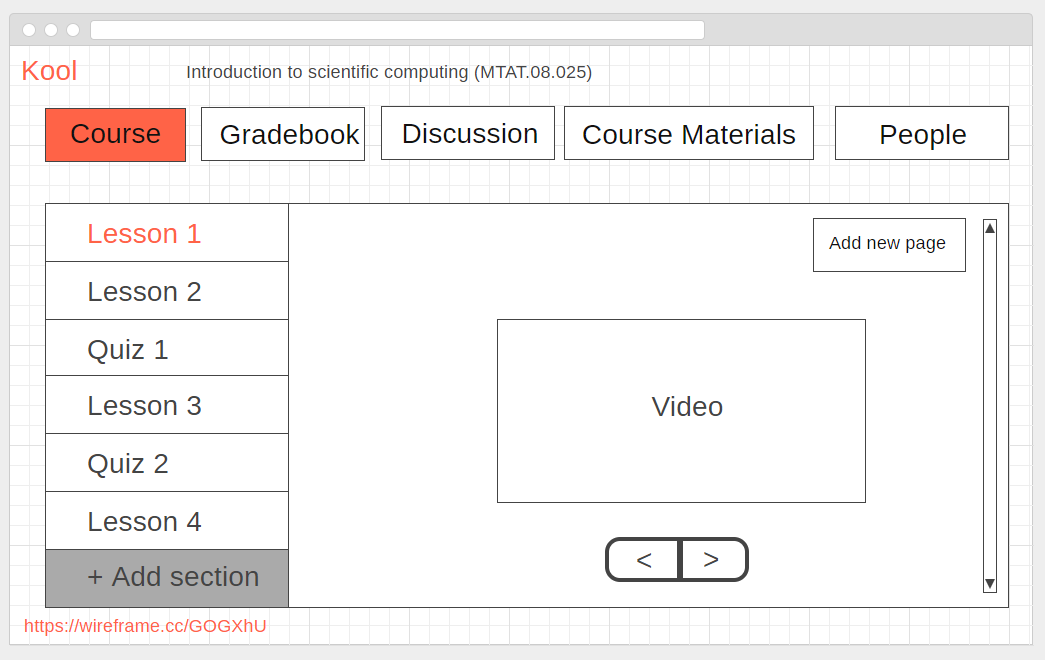 Kool
Introduction to scientific computing (MTAT.08.025)
Course
Gradebook
Discussion
Course Materials
People
Lesson 1
Lesson 2
Quiz 1
Lesson 3
Quiz 2
Lesson 4
+ Add section
Add new page
Video
< >
https://wireframe.cc/GOGXhU